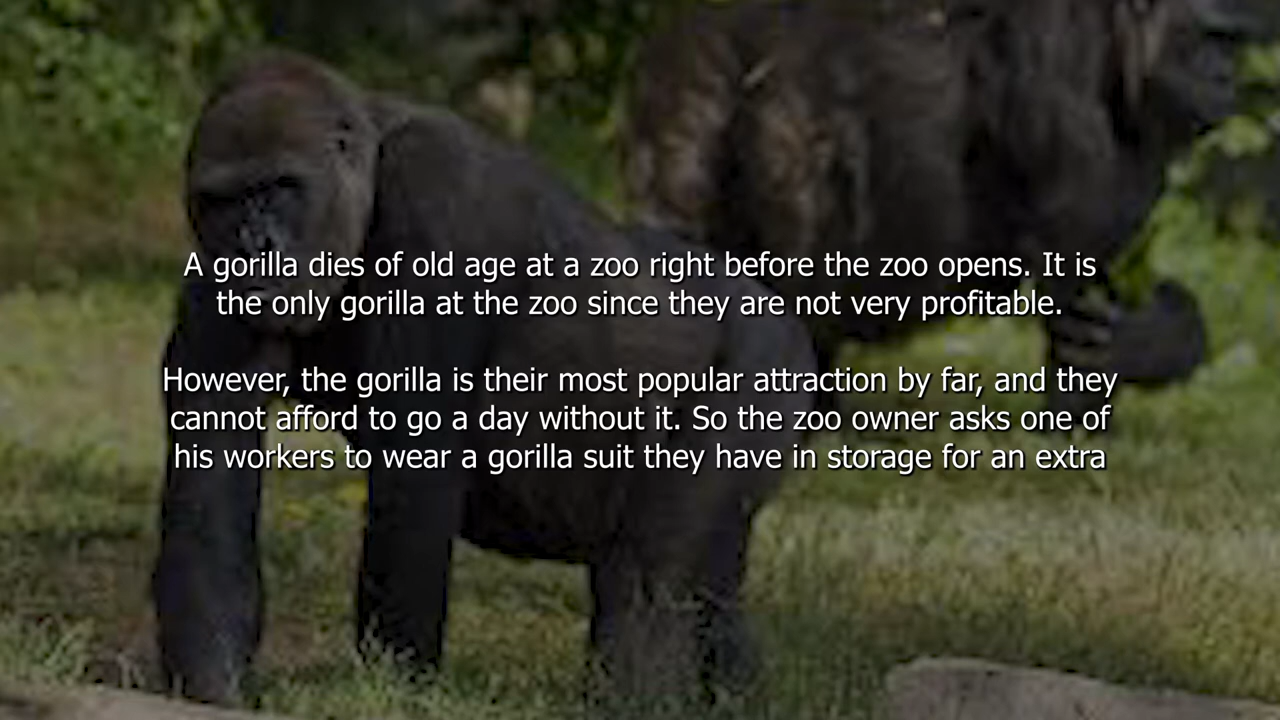 A gorilla dies of old age at a zoo right before the zoo opens. It is
the only gorilla at the zoo since they are not very profitable.
However, the gorilla is their most popular attraction by far, and they
cannot afford to go a day without it. So the zoo owner asks one of
his workers to wear a gorilla suit they have in storage for an extra